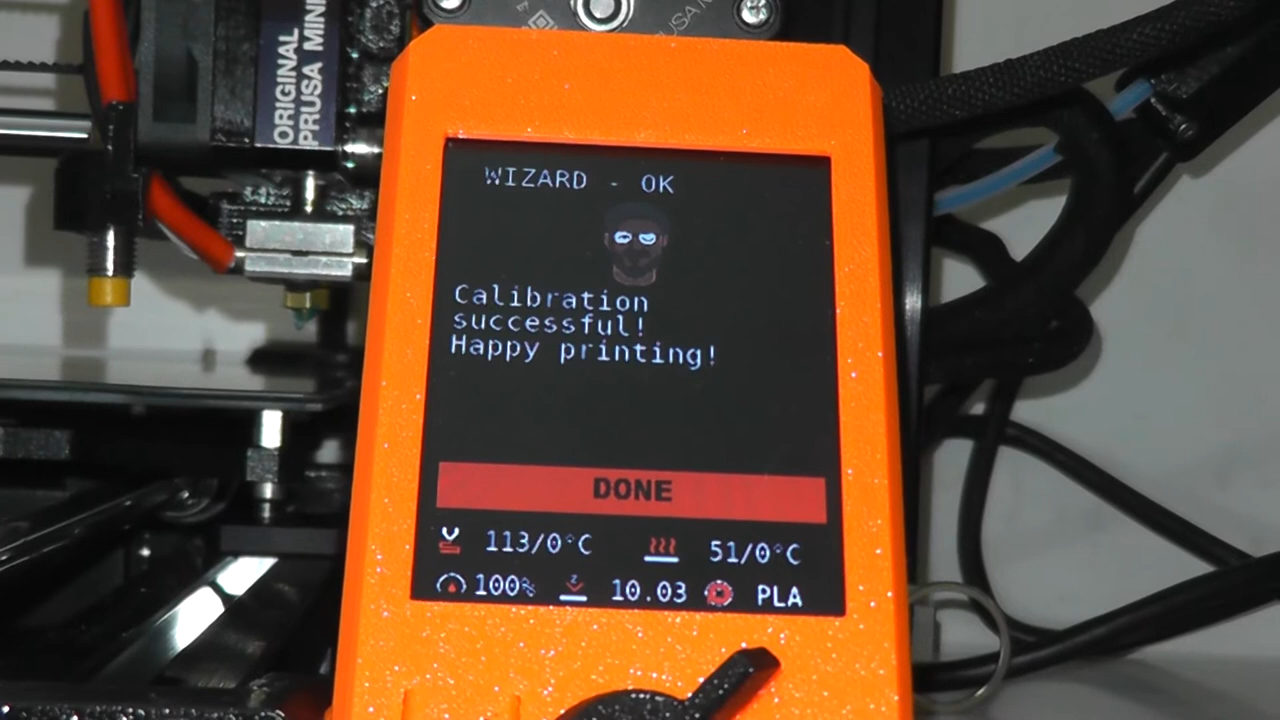 ORIGINAL
PRUSA MINI
WIZARD - OK
Calibration
successful!
Happy printing!
DONE
113/0°C 51/0°C
100% z 10.03 PLA